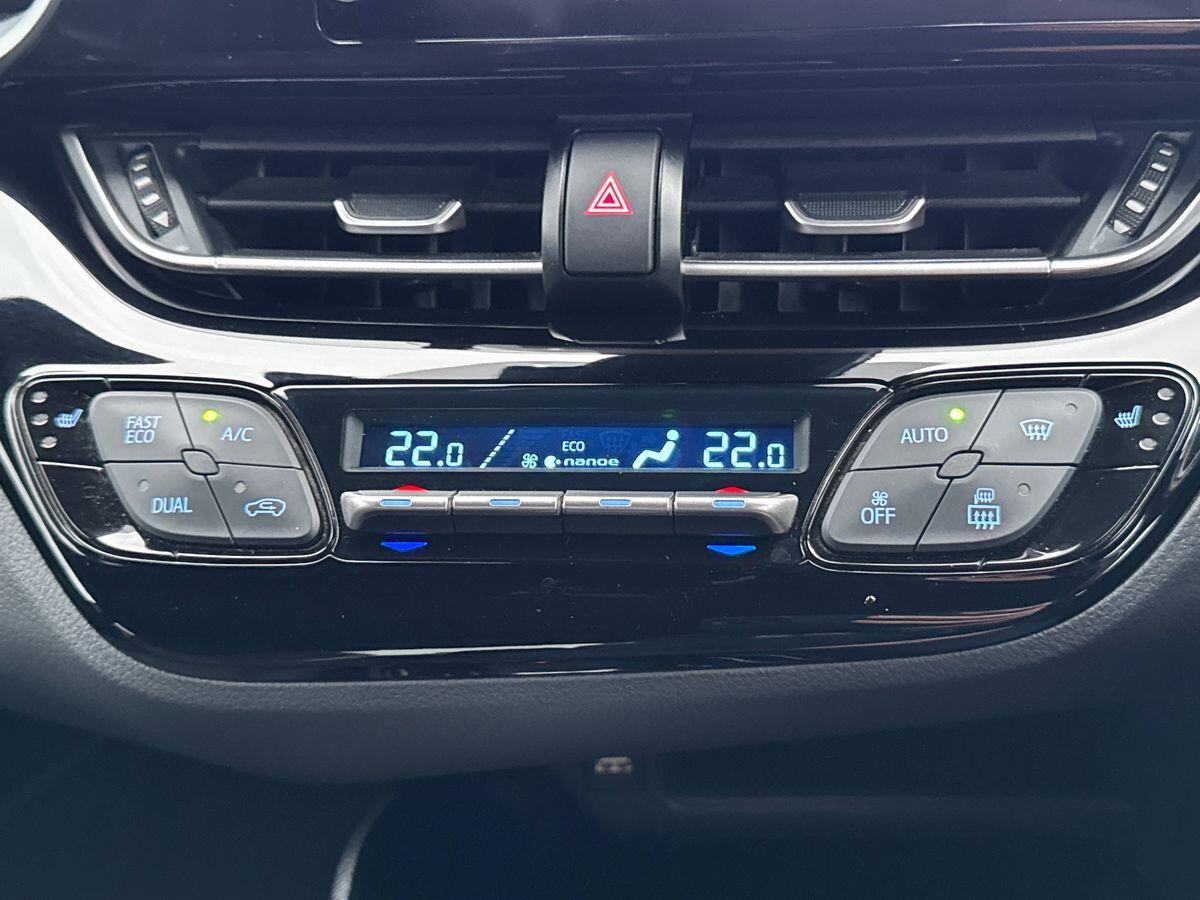 FAST
ECO
A/C
DUAL
22.0
ECO
nanoe
22.0
AUTO
OFF